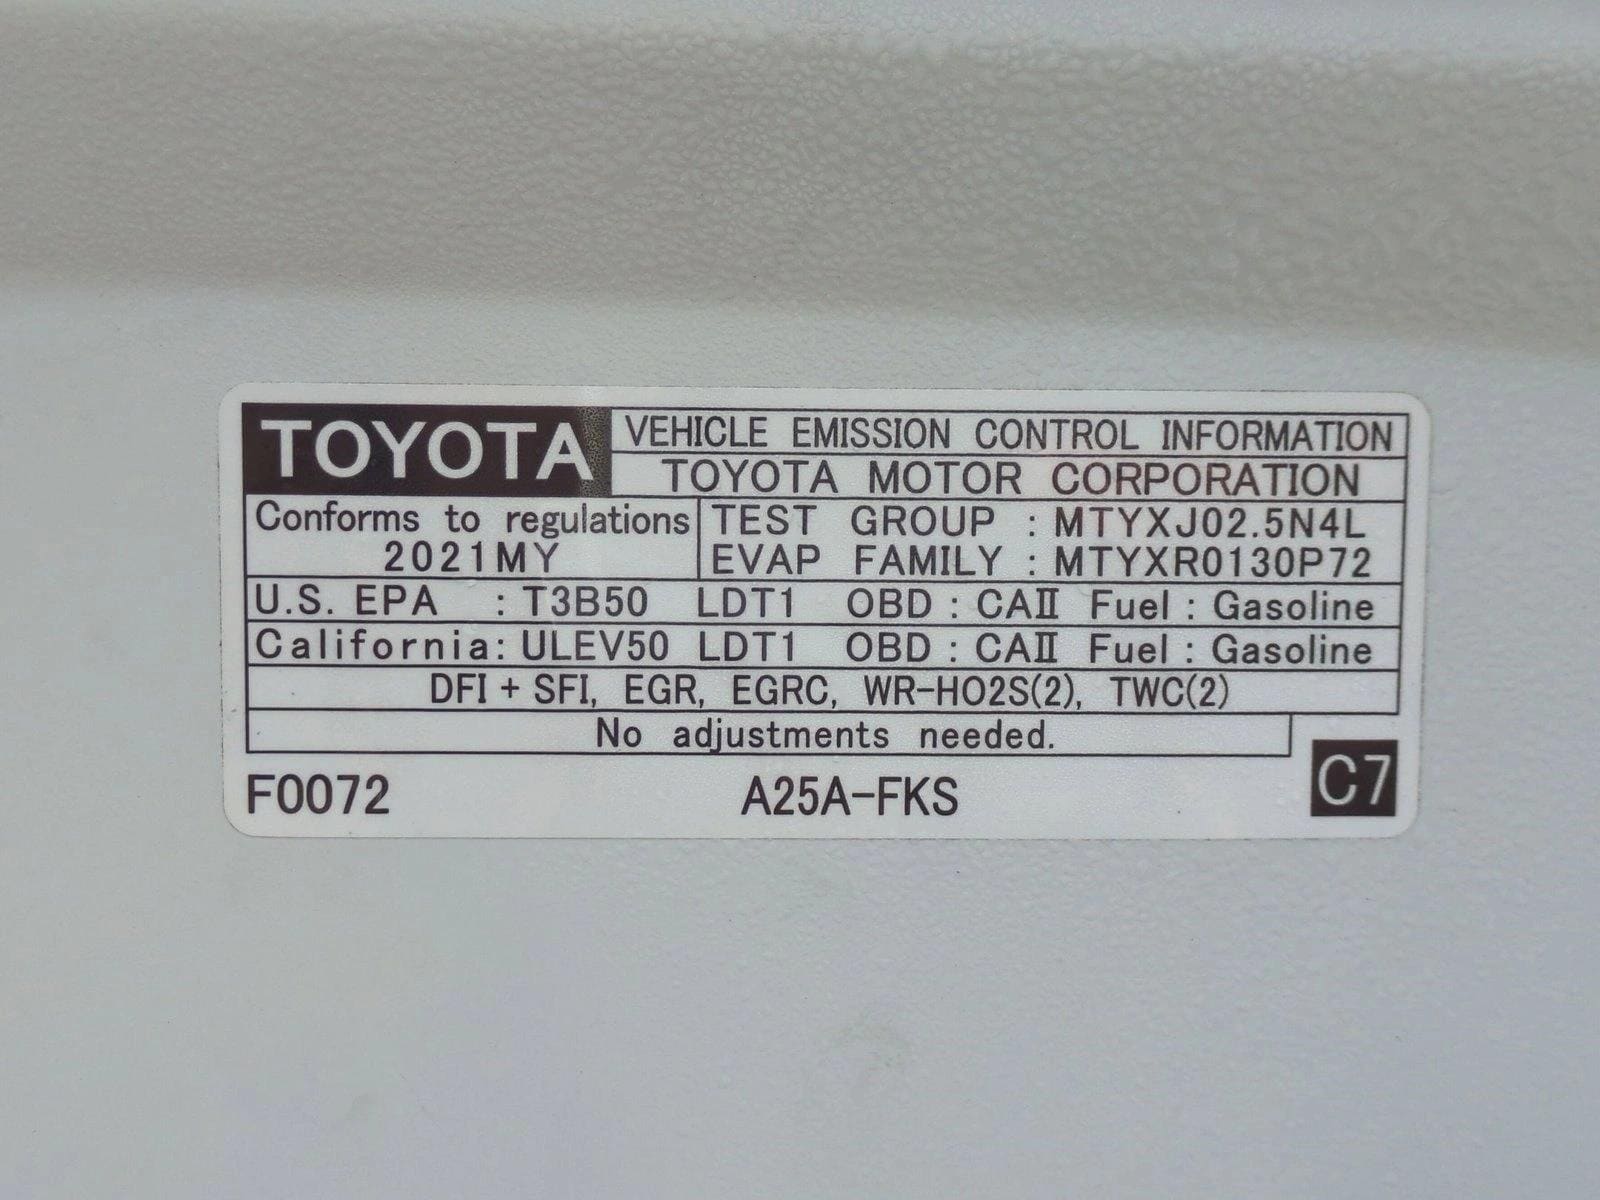 TOYOTA VEHICLE EMISSION CONTROL INFORMATION
TOYOTA MOTOR CORPORATION
Conforms to regulations TEST GROUP : MTYXJ02.5N4L
2021MY EVAP FAMILY : MTYXR0130P72
U.S. EPA : T3B50 LDT1 OBD : CAⅡ Fuel : Gasoline
California: ULEV50 LDT1 OBD : CAⅡ Fuel : Gasoline
DFI + SFI, EGR, EGRC, WR-HO2S(2), TWC(2)
No adjustments needed.
F0072 A25A-FKS C7